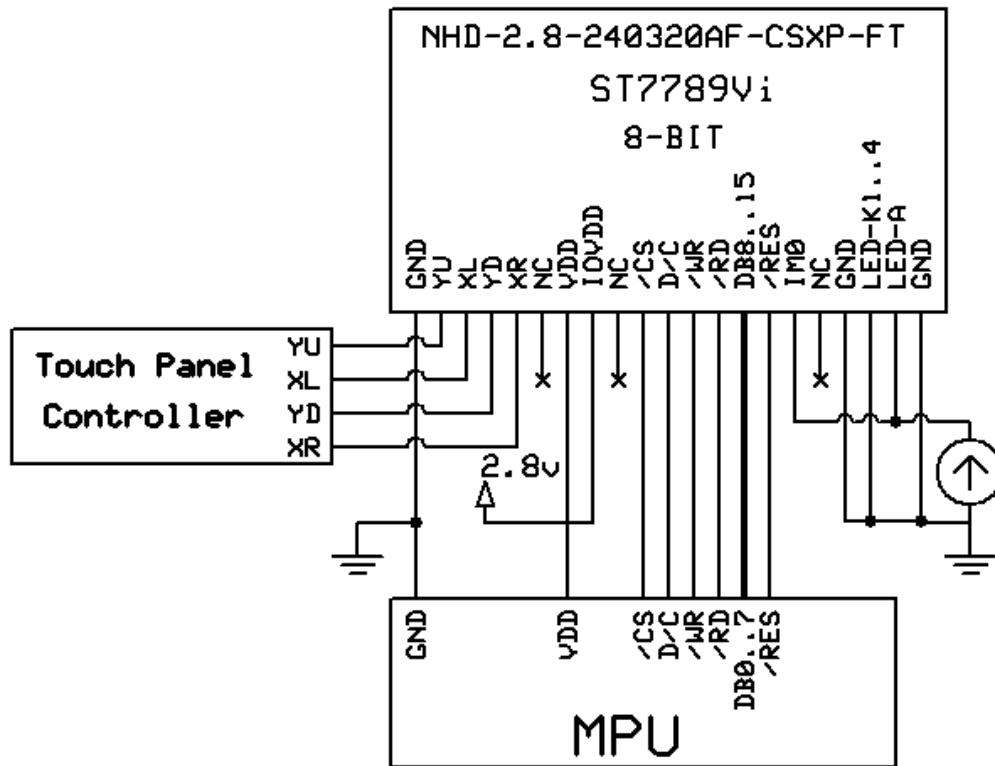 NHD-2.8-240320AF-CSXP-FT
ST7789Vi
8-BIT
GND
YU
XL
YD
XR
NC
VDD
IOVDD
NC
/CS
D/C
/WR
/RD
DB8..15
/RES
IM0
NC
GND
LED-K1..4
LED-A
GND
Touch Panel
Controller
YU
XL
YD
XR
2.8v
GND
VDD
/CS
D/C
/WR
/RD
DB0..7
/RES
MPU